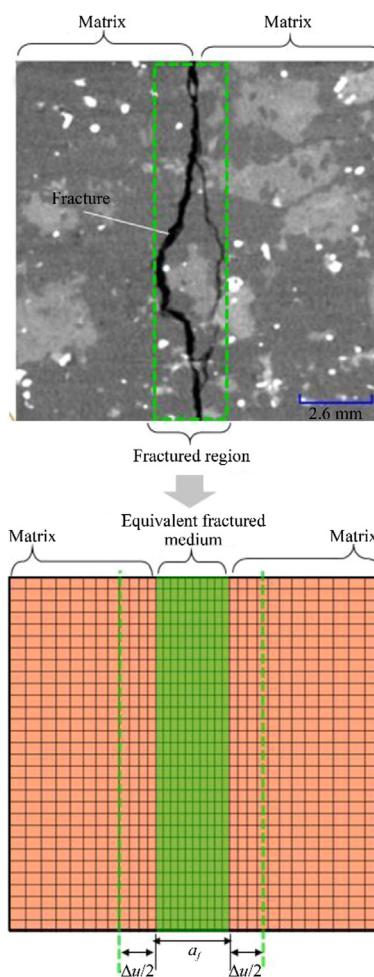 Matrix
Matrix
Fracture
2.6 mm
Fractured region
Equivalent fractured
medium
Matrix
Matrix
Δu/2
a_f
Δu/2